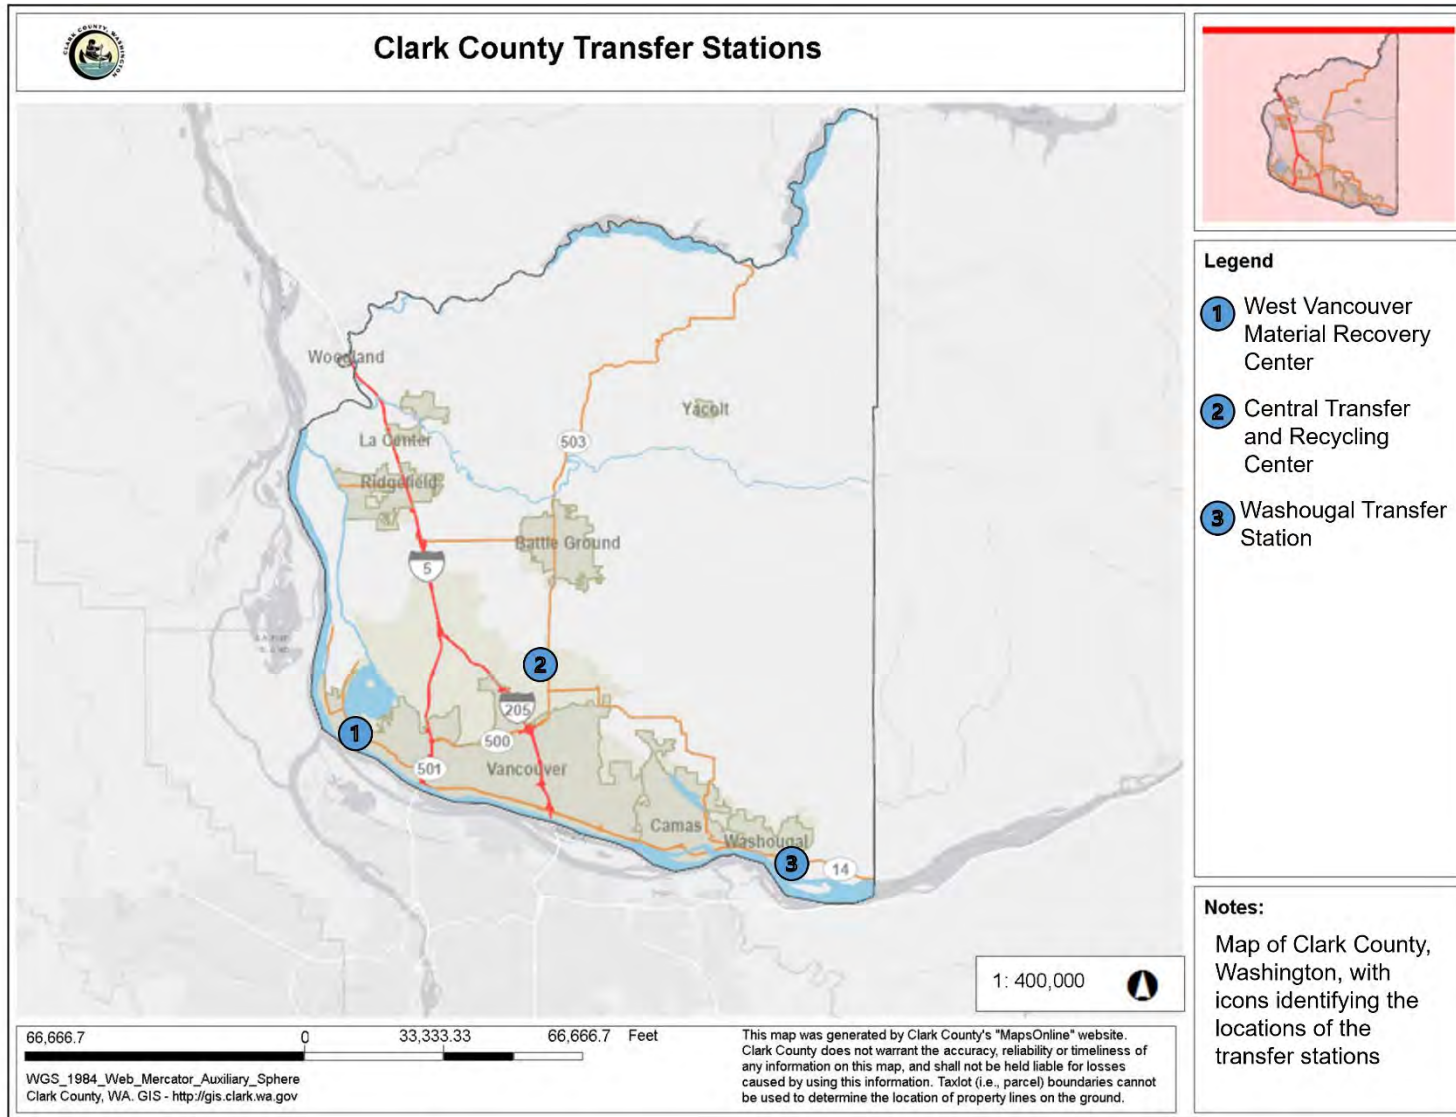 CLARK COUNTY, WASHINGTON
Clark County Transfer Stations
Woodland
La Center
Yacolt
503
Ridgefield
Battle Ground
5
2
205
1
500
501
Vancouver
Camas
Washougal
3
14
1: 400,000
Legend
1 West Vancouver
Material Recovery
Center
2 Central Transfer
and Recycling
Center
3 Washougal Transfer
Station
Notes:
Map of Clark County,
Washington, with
icons identifying the
locations of the
transfer stations
66,666.7 0 33,333.33 66,666.7 Feet
WGS_1984_Web_Mercator_Auxiliary_Sphere
Clark County, WA. GIS - http://gis.clark.wa.gov
This map was generated by Clark County's "MapsOnline" website.
Clark County does not warrant the accuracy, reliability or timeliness of
any information on this map, and shall not be held liable for losses
caused by using this information. Taxlot (i.e., parcel) boundaries cannot
be used to determine the location of property lines on the ground.